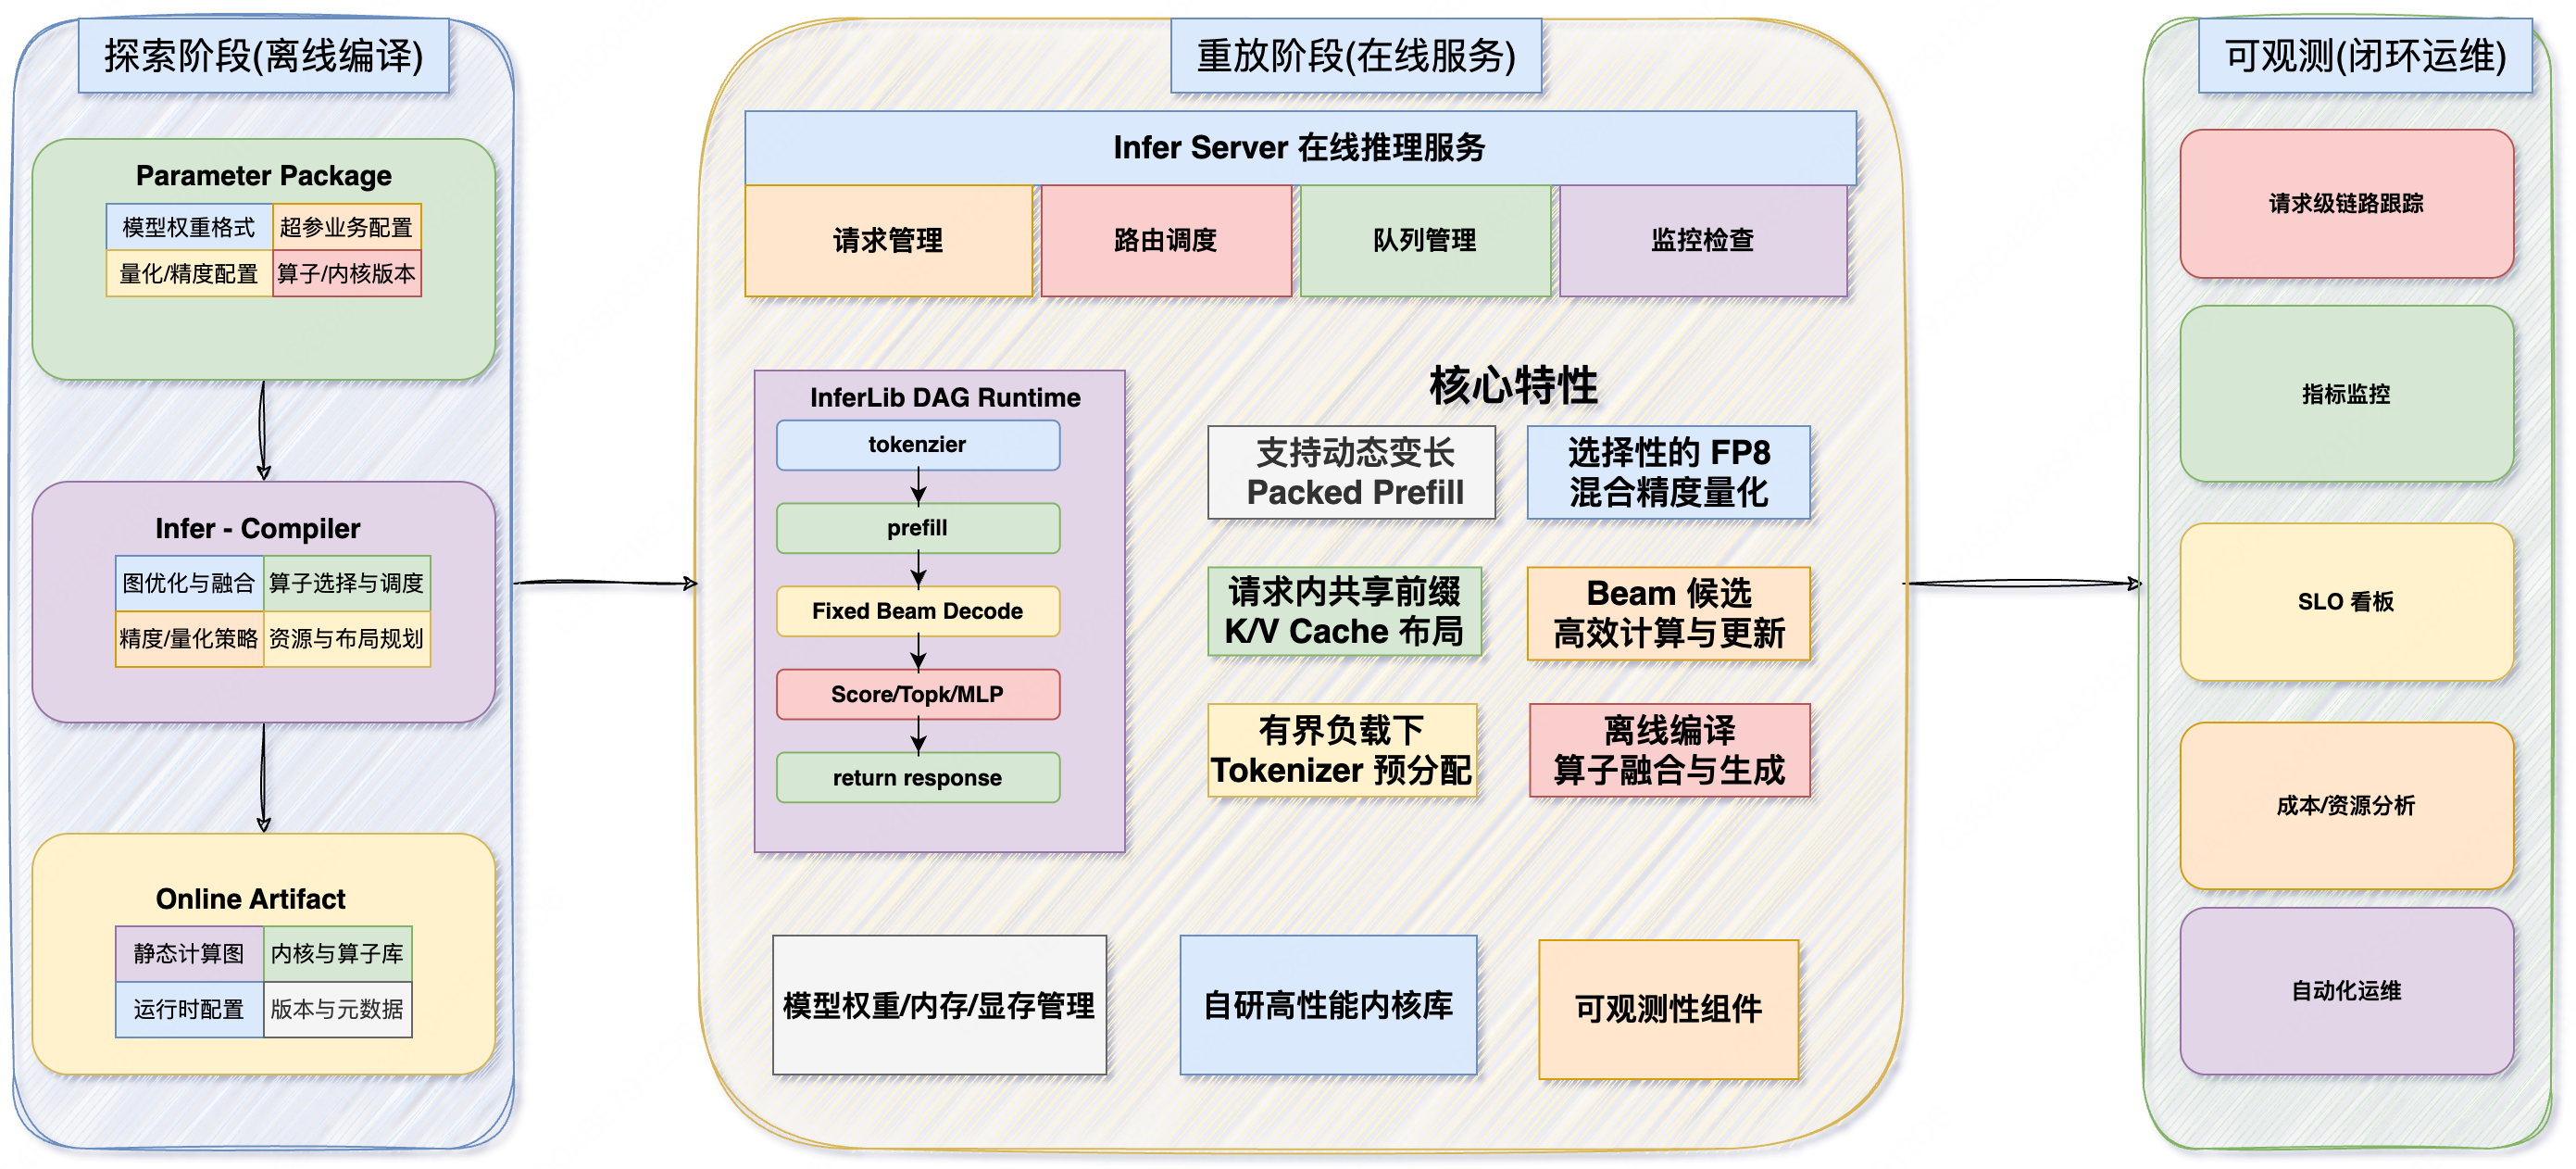 探索阶段(离线编译)
Parameter Package
模型权重格式
超参业务配置
量化/精度配置
算子/内核版本
Infer - Compiler
图优化与融合
算子选择与调度
精度/量化策略
资源与布局规划
Online Artifact
静态计算图
内核与算子库
运行时配置
版本与元数据
重放阶段(在线服务)
Infer Server 在线推理服务
请求管理
路由调度
队列管理
监控检查
InferLib DAG Runtime
tokenzier
prefill
Fixed Beam Decode
Score/Topk/MLP
return response
核心特性
支持动态变长
Packed Prefill
选择性的 FP8
混合精度量化
请求内共享前缀
K/V Cache 布局
Beam 候选
高效计算与更新
有界负载下
Tokenizer 预分配
离线编译
算子融合与生成
模型权重/内存/显存管理
自研高性能内核库
可观测性组件
可观测(闭环运维)
请求级链路跟踪
指标监控
SLO 看板
成本/资源分析
自动化运维